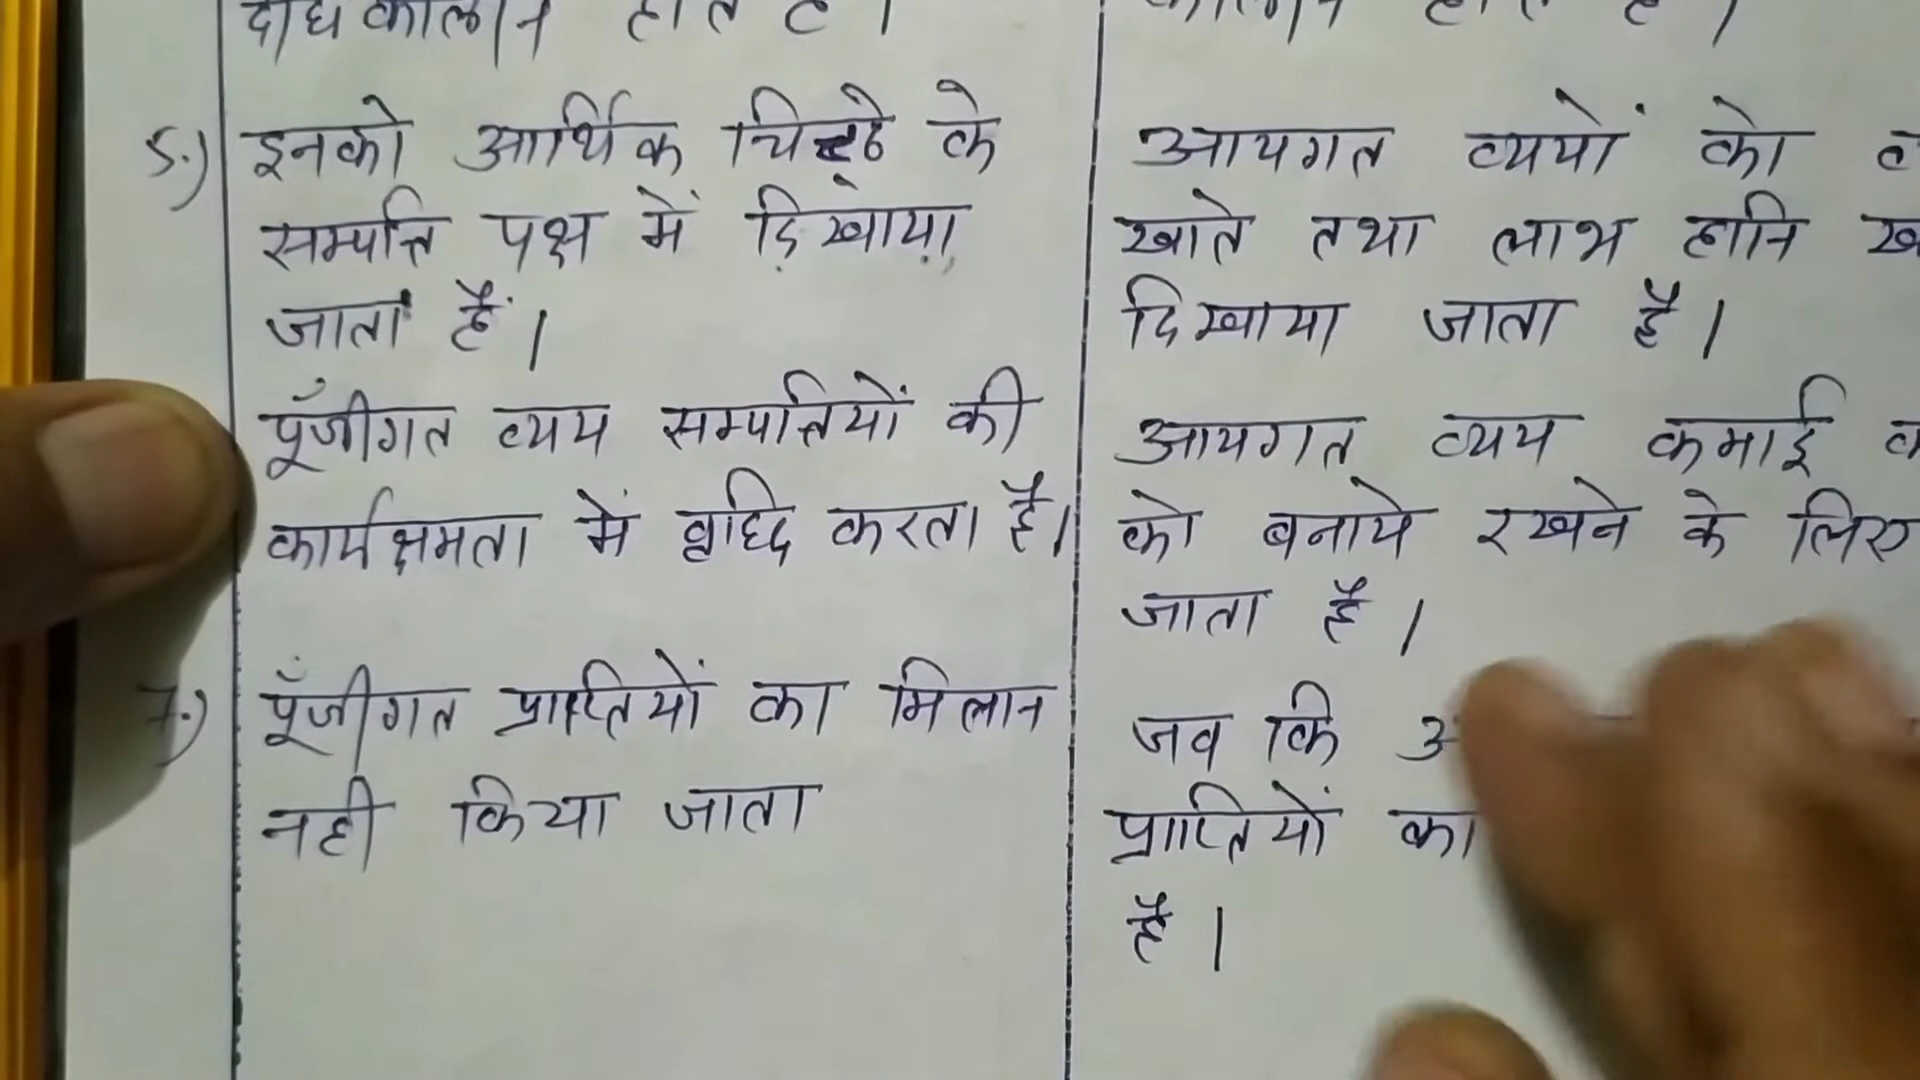 दीर्घकालीन होते है।
5.) इनको आर्थिक चिट्ठे के
सम्पत्ति पक्ष में दिखाया
जाता हैं।
पूँजीगत व्यय सम्पत्तियों की
कार्यक्षमता में वृद्धि करता है।
7.) पूँजीगत प्राप्तियों का मिलान
नही किया जाता
होते है।
आयगत व्ययों को
खाते तथा लाभ हानि
दिखाया जाता है।
आयगत व्यय कमाई
को बनाये रखने के लिए
जाता है।
जब कि
प्राप्तियों का
है।